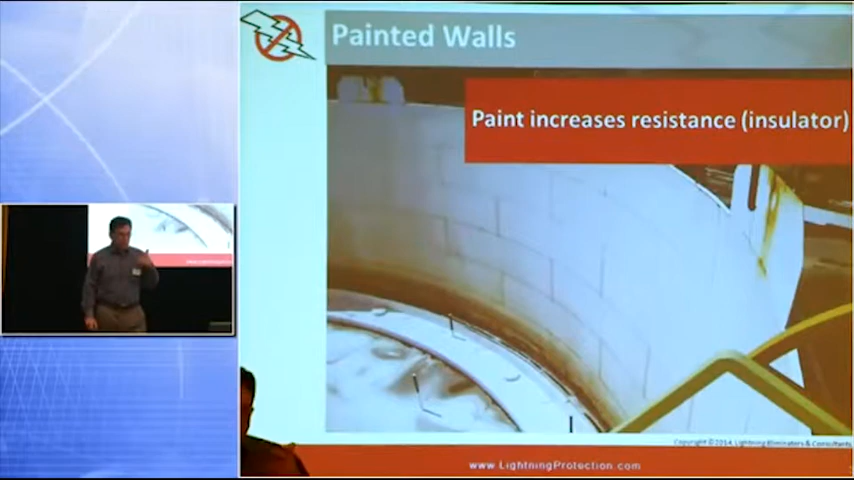 Painted Walls
Paint increases resistance (insulator)
Copyright ©2014 Lightning Eliminators & Consultants
www.LightningProtection.com